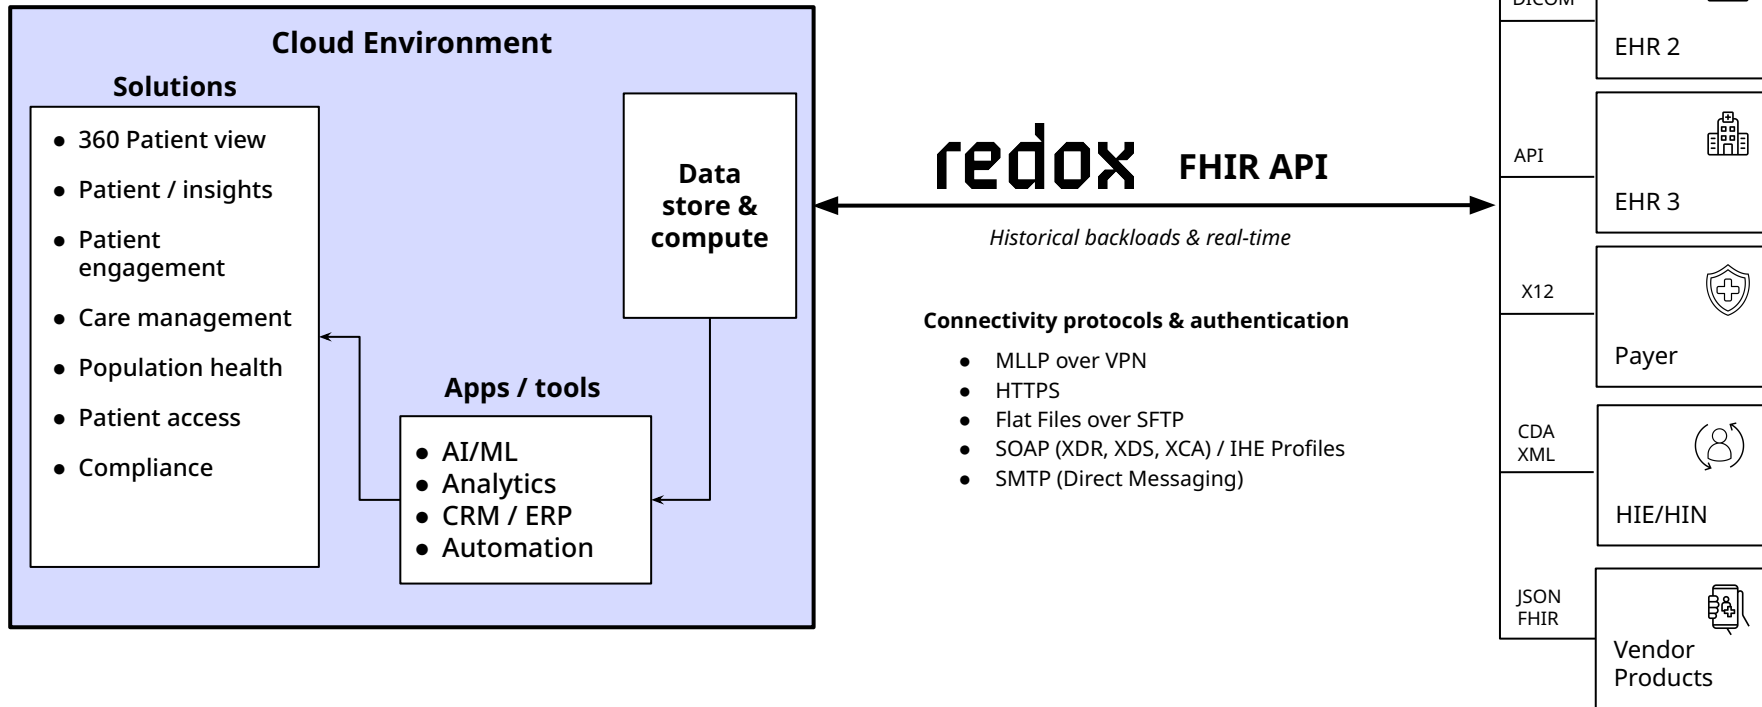 Cloud Environment
Solutions
● 360 Patient view
● Patient / insights
● Patient
engagement
● Care management
● Population health
● Patient access
● Compliance
Data
store &
compute
Apps / tools
● AI/ML
● Analytics
● CRM / ERP
● Automation
redox FHIR API
Historical backloads & real-time
Connectivity protocols & authentication
● MLLP over VPN
● HTTPS
● Flat Files over SFTP
● SOAP (XDR, XDS, XCA) / IHE Profiles
● SMTP (Direct Messaging)
DICOM
EHR 2
API
EHR 3
X12
Payer
CDA
XML
HIE/HIN
JSON
FHIR
Vendor
Products